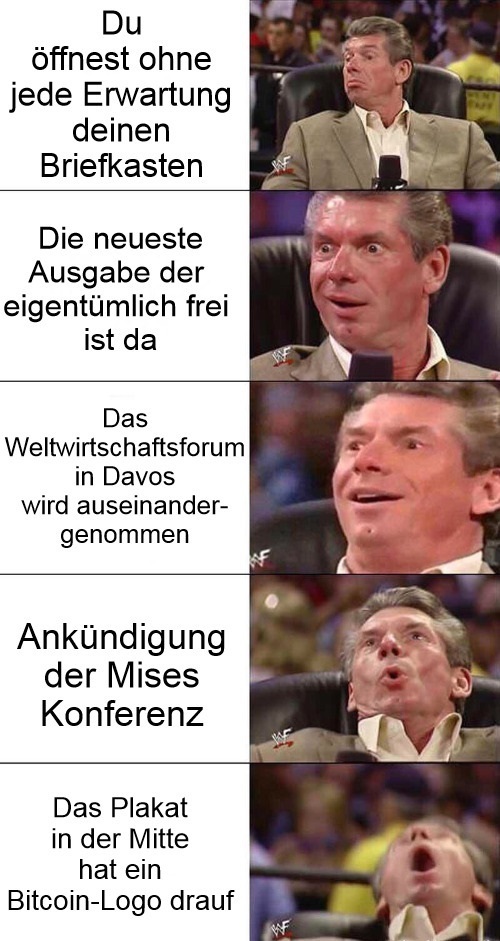 Du
öffnest ohne
jede Erwartung
deinen
Briefkasten
Die neueste
Ausgabe der
eigentümlich frei
ist da
Das
Weltwirtschaftsforum
in Davos
wird auseinander-
genommen
Ankündigung
der Mises
Konferenz
Das Plakat
in der Mitte
hat ein
Bitcoin-Logo drauf